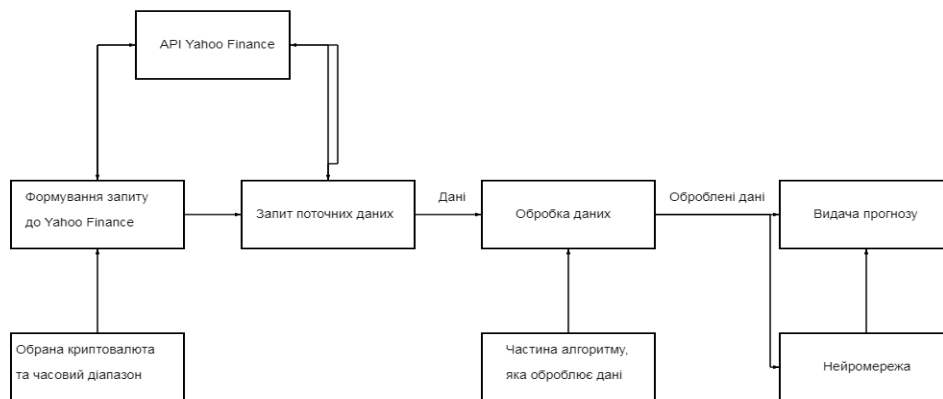 API Yahoo Finance
Формування запиту
до Yahoo Finance
Запит поточних даних
Дані
Обробка даних
Оброблені дані
Видача прогнозу
Обрана криптовалюта
та часовий діапазон
Частина алгоритму,
яка оброблює дані
Нейромережа